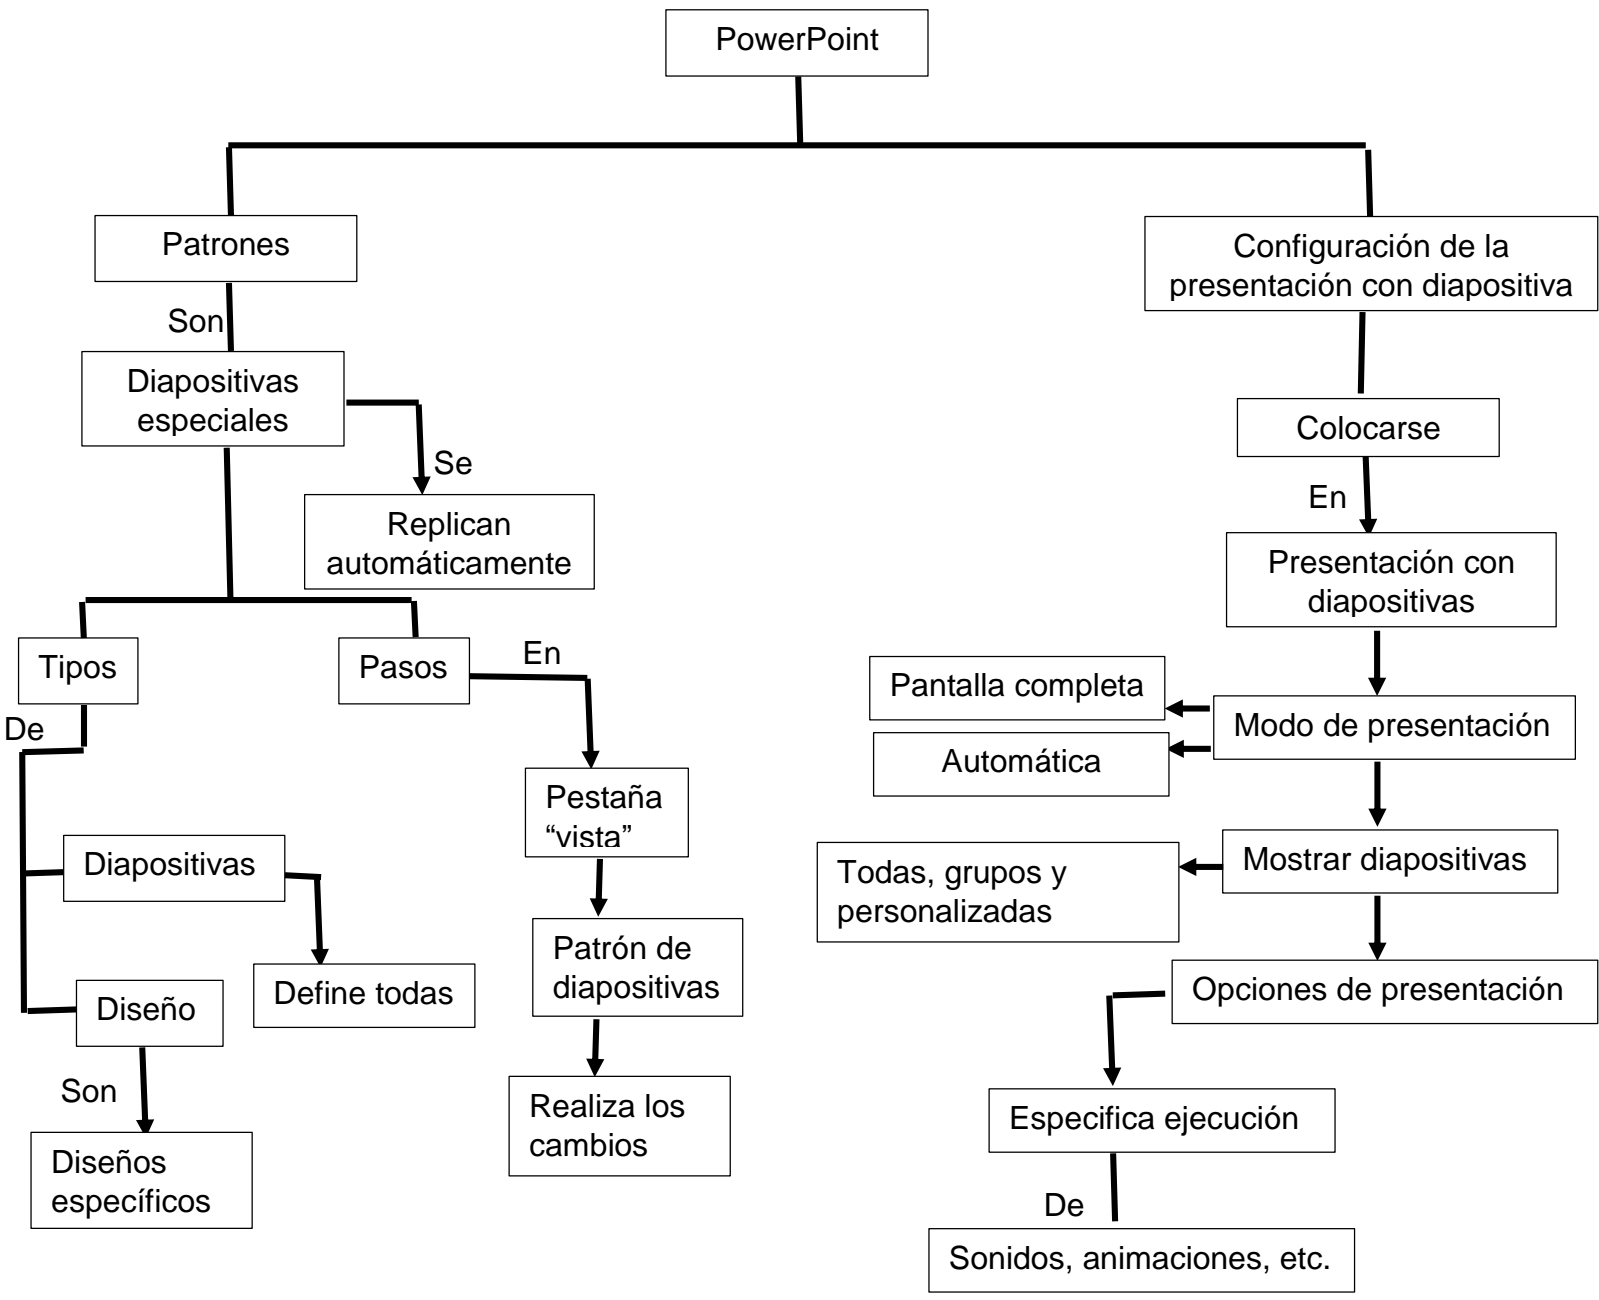 PowerPoint
Patrones
Configuración de la
presentación con diapositiva
Son
Diapositivas
especiales
Colocarse
Se
En
Replican
automáticamente
Presentación con
diapositivas
Tipos
Pasos
En
De
Pantalla completa
Modo de presentación
Automática
Pestaña
“vista”
Diapositivas
Mostrar diapositivas
Todas, grupos y
personalizadas
Patrón de
diapositivas
Define todas
Diseño
Opciones de presentación
Son
Realiza los
cambios
Especifica ejecución
Diseños
específicos
De
Sonidos, animaciones, etc.